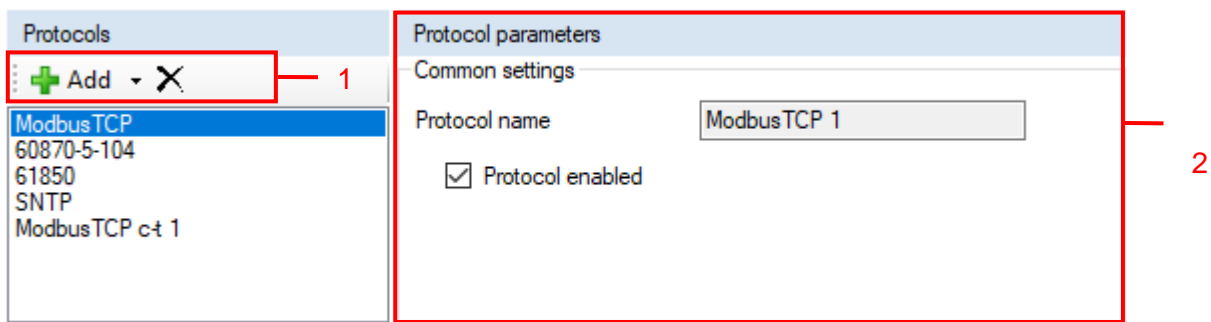 Protocols
Add
1
ModbusTCP
60870-5-104
61850
SNTP
ModbusTCP c-t 1
Protocol parameters
Common settings
Protocol name ModbusTCP 1
Protocol enabled
2